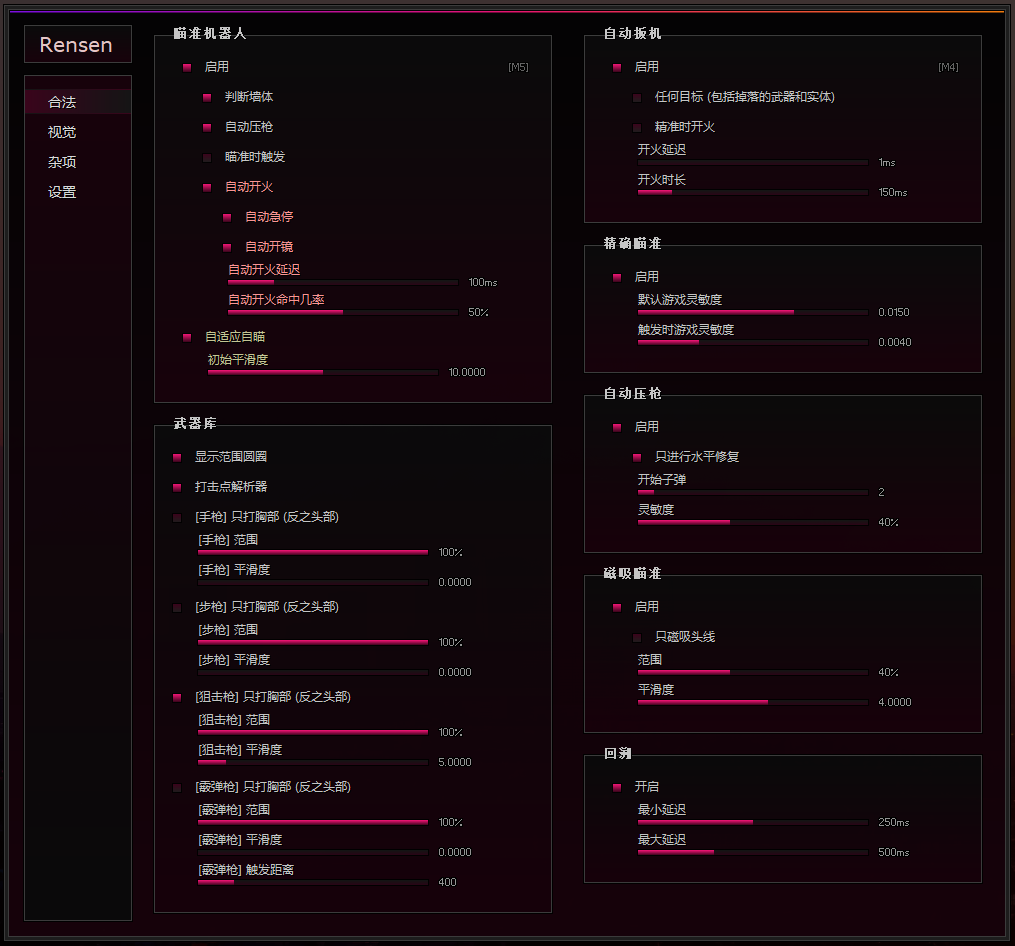 Rensen
合法
视觉
杂项
设置
瞄准机器人
启用 [M5]
判断墙体
自动压枪
瞄准时触发
自动开火
自动急停
自动开镜
自动开火延迟
100ms
自动开火命中几率
50%
自适应自瞄
初始平滑度
10.0000
武器库
显示范围圆圈
打击点解析器
[手枪] 只打胸部 (反之头部)
[手枪] 范围
100%
[手枪] 平滑度
0.0000
[步枪] 只打胸部 (反之头部)
[步枪] 范围
100%
[步枪] 平滑度
0.0000
[狙击枪] 只打胸部 (反之头部)
[狙击枪] 范围
100%
[狙击枪] 平滑度
5.0000
[霰弹枪] 只打胸部 (反之头部)
[霰弹枪] 范围
100%
[霰弹枪] 平滑度
0.0000
[霰弹枪] 触发距离
400
自动扳机
启用 [M4]
任何目标 (包括掉落的武器和实体)
精准时开火
开火延迟
1ms
开火时长
150ms
精确瞄准
启用
默认游戏灵敏度
0.0150
触发时游戏灵敏度
0.0040
自动压枪
启用
只进行水平修复
开始子弹
2
灵敏度
40%
磁吸瞄准
启用
只磁吸头线
范围
40%
平滑度
4.0000
回溯
开启
最小延迟
250ms
最大延迟
500ms